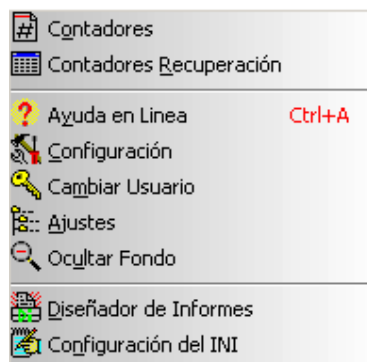 Contadores
Contadores Recuperación
Ayuda en Linea Ctrl+A
Configuración
Cambiar Usuario
Ajustes
Ocultar Fondo
Diseñador de Informes
Configuración del INI